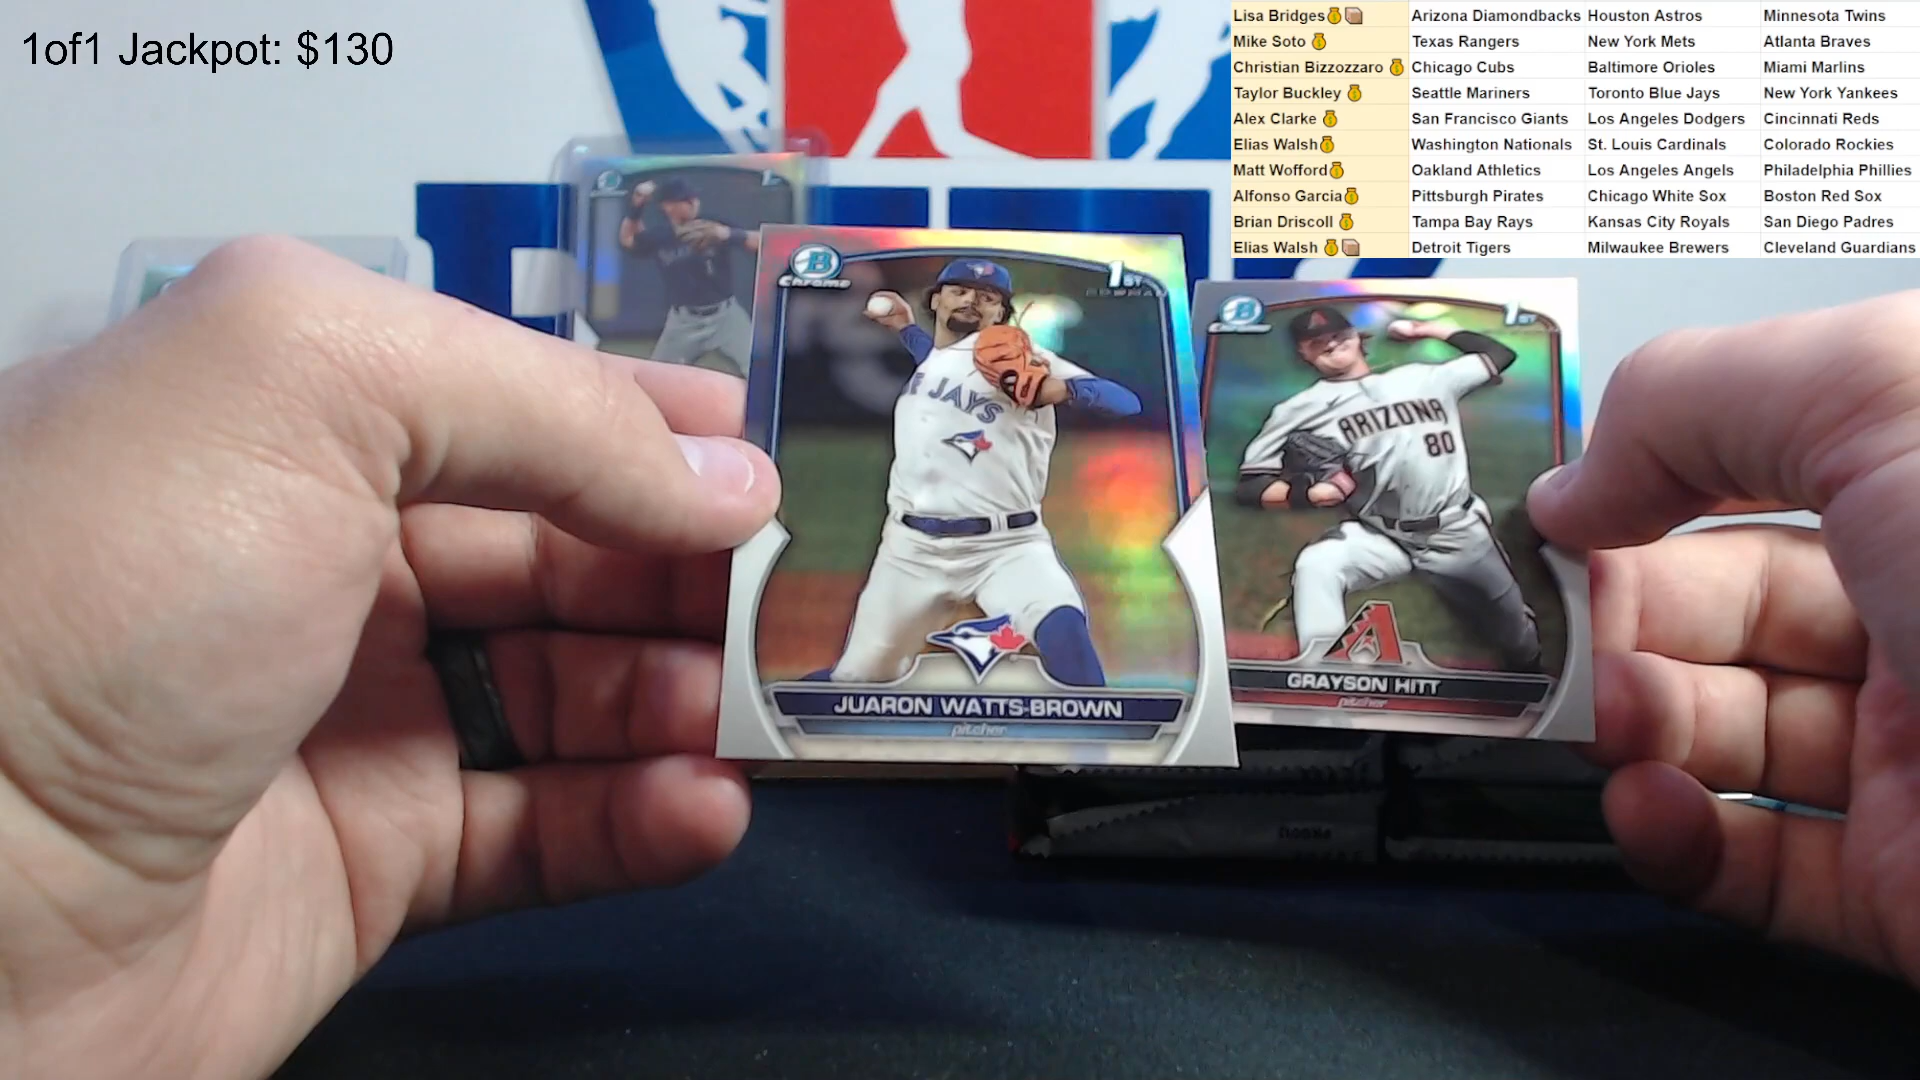 1of1 Jackpot: $130
Lisa Bridges Arizona Diamondbacks Houston Astros Minnesota Twins
Mike Soto Texas Rangers New York Mets Atlanta Braves
Christian Bizzozzaro Chicago Cubs Baltimore Orioles Miami Marlins
Taylor Buckley Seattle Mariners Toronto Blue Jays New York Yankees
Alex Clarke San Francisco Giants Los Angeles Dodgers Cincinnati Reds
Elias Walsh Washington Nationals St. Louis Cardinals Colorado Rockies
Matt Wofford Oakland Athletics Los Angeles Angels Philadelphia Phillies
Alfonso Garcia Pittsburgh Pirates Chicago White Sox Boston Red Sox
Brian Driscoll Tampa Bay Rays Kansas City Royals San Diego Padres
Elias Walsh Detroit Tigers Milwaukee Brewers Cleveland Guardians
B
Chrome
1ST
BOWMAN
JAYS
JUARON WATTS-BROWN
pitcher
B
Chrome
1ST
A
ARIZONA
80
A
GRAYSON HITT
pitcher